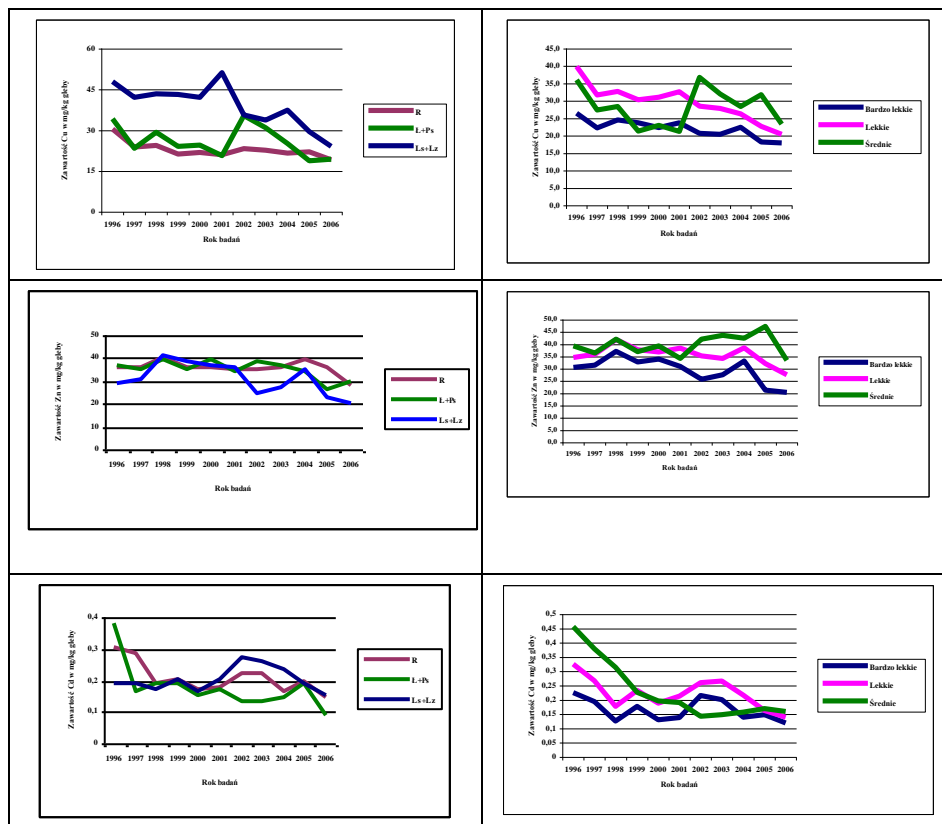 Zawartość Cu w mg/kg gleby
60
45
30
15
0
1996 1997 1998 1999 2000 2001 2002 2003 2004 2005 2006
Rok badań
R
Ł+Ps
Ls+Lz
Zawartość Cu w mg/kg gleby
45,0
40,0
35,0
30,0
25,0
20,0
15,0
10,0
5,0
0,0
1996 1997 1998 1999 2000 2001 2002 2003 2004 2005 2006
Rok badań
Bardzo lekkie
Lekkie
Średnie
Zawartość Zn w mg/kg gleby
50
40
30
20
10
0
1996 1997 1998 1999 2000 2001 2002 2003 2004 2005 2006
Rok badań
R
Ł+Ps
Ls+Lz
Zawartość Zn w mg/kg gleby
50,0
45,0
40,0
35,0
30,0
25,0
20,0
15,0
10,0
5,0
0,0
1996 1997 1998 1999 2000 2001 2002 2003 2004 2005 2006
Rok badań
Bardzo lekkie
Lekkie
Średnie
Zawartość Cd w mg/kg gleby
0,4
0,3
0,2
0,1
0
1996 1997 1998 1999 2000 2001 2002 2003 2004 2005 2006
Rok badań
R
Ł+Ps
Ls+Lz
Zawartość Cd w mg/kg gleby
0,5
0,45
0,4
0,35
0,3
0,25
0,2
0,15
0,1
0,05
0
1996 1997 1998 1999 2000 2001 2002 2003 2004 2005 2006
Rok badań
Bardzo lekkie
Lekkie
Średnie